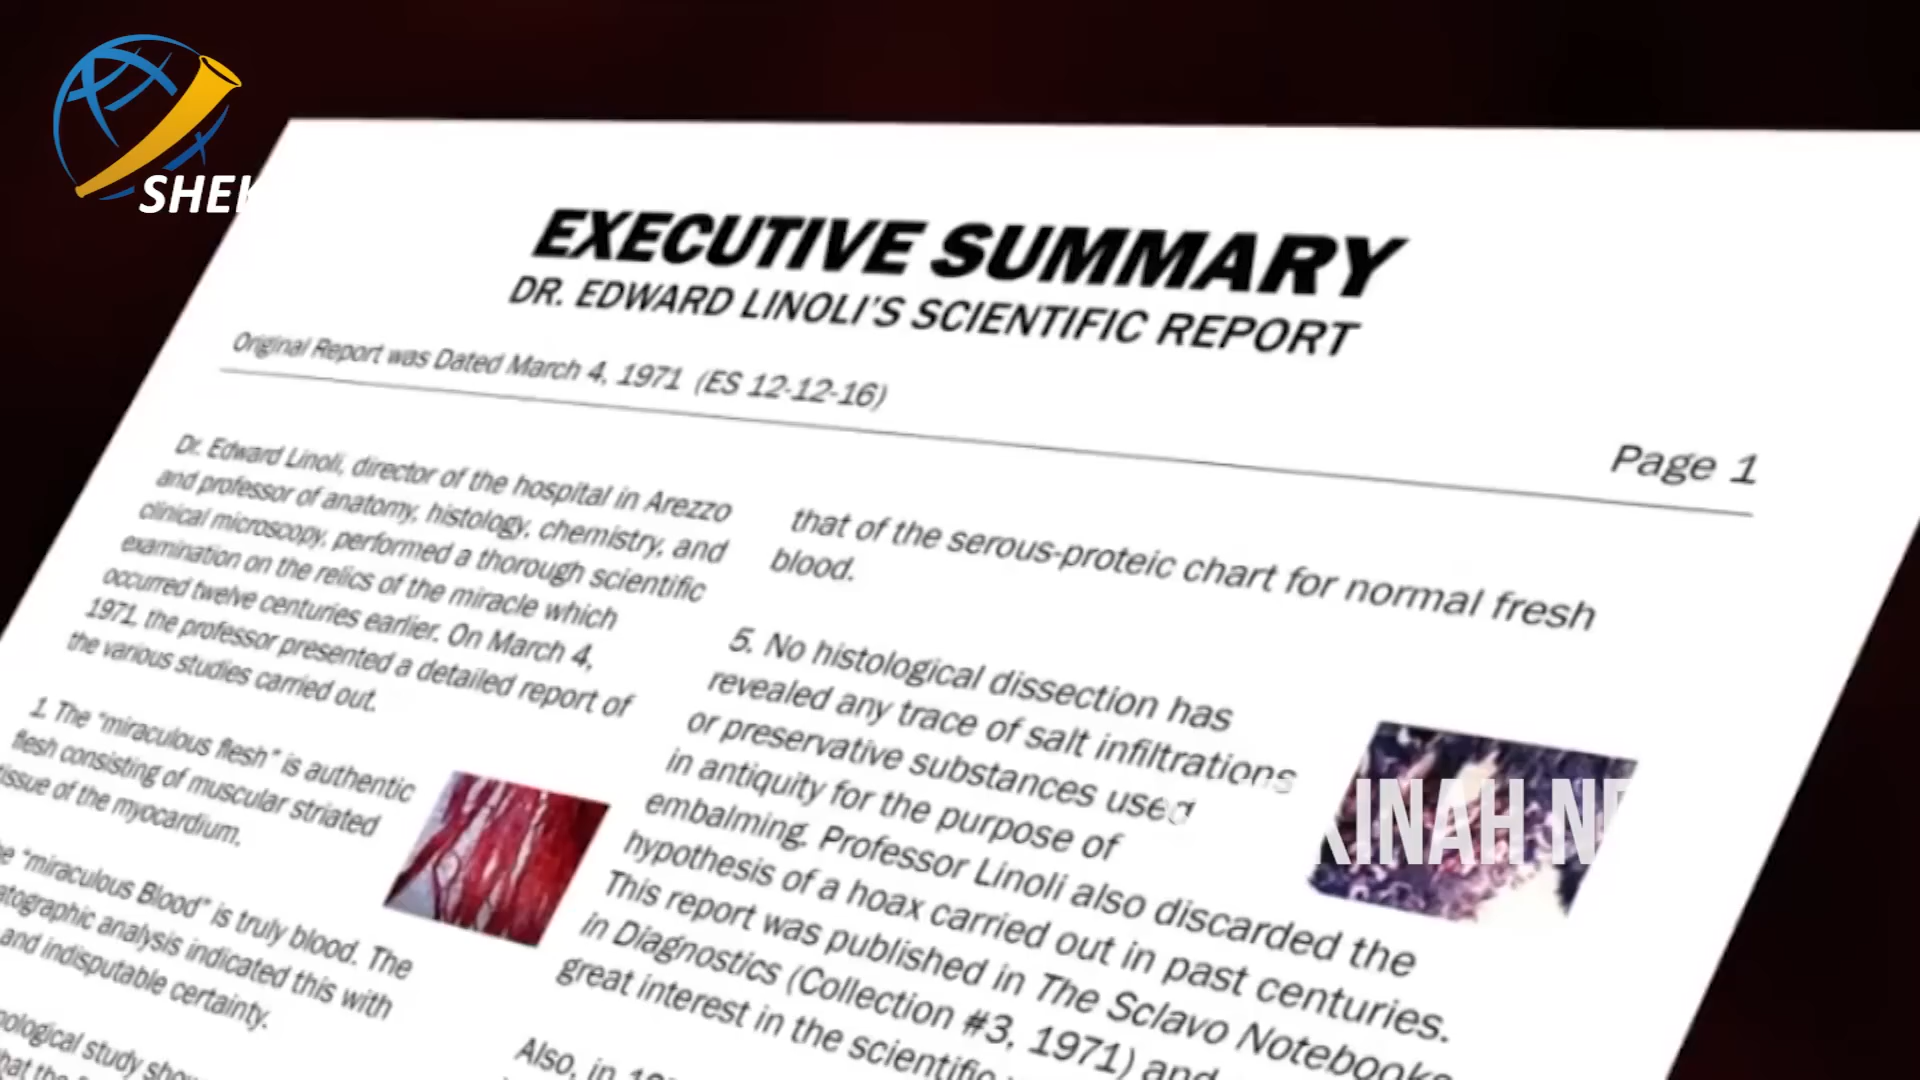 SHE
EXECUTIVE SUMMARY
DR. EDWARD LINOLI'S SCIENTIFIC REPORT
Original Report was Dated March 4, 1971 (ES 12-12-16)
Page 1
Dr. Edward Linoli, director of the hospital in Arezzo
and professor of anatomy, histology, chemistry, and
clinical microscopy, performed a thorough scientific
examination on the relics of the miracle which
occurred twelve centuries earlier. On March 4,
1971, the professor presented a detailed report of
the various studies carried out.
1. The "miraculous flesh" is authentic
flesh consisting of muscular striated
tissue of the myocardium.
"miraculous Blood" is truly blood. The
analysis indicated this with
and indisputable certainty.
study
the
that of the serous-proteic chart for normal fresh
blood.
5. No histological dissection has
revealed any trace of salt infiltrations
or preservative substances used
in antiquity for the purpose of
embalming. Professor Linoli also discarded the
hypothesis of a hoax carried out in past centuries.
This report was published in The Sclavo Notebooks
in Diagnostics (Collection #3, 1971) and
great interest in the scientific
Also, in
KINAH NE